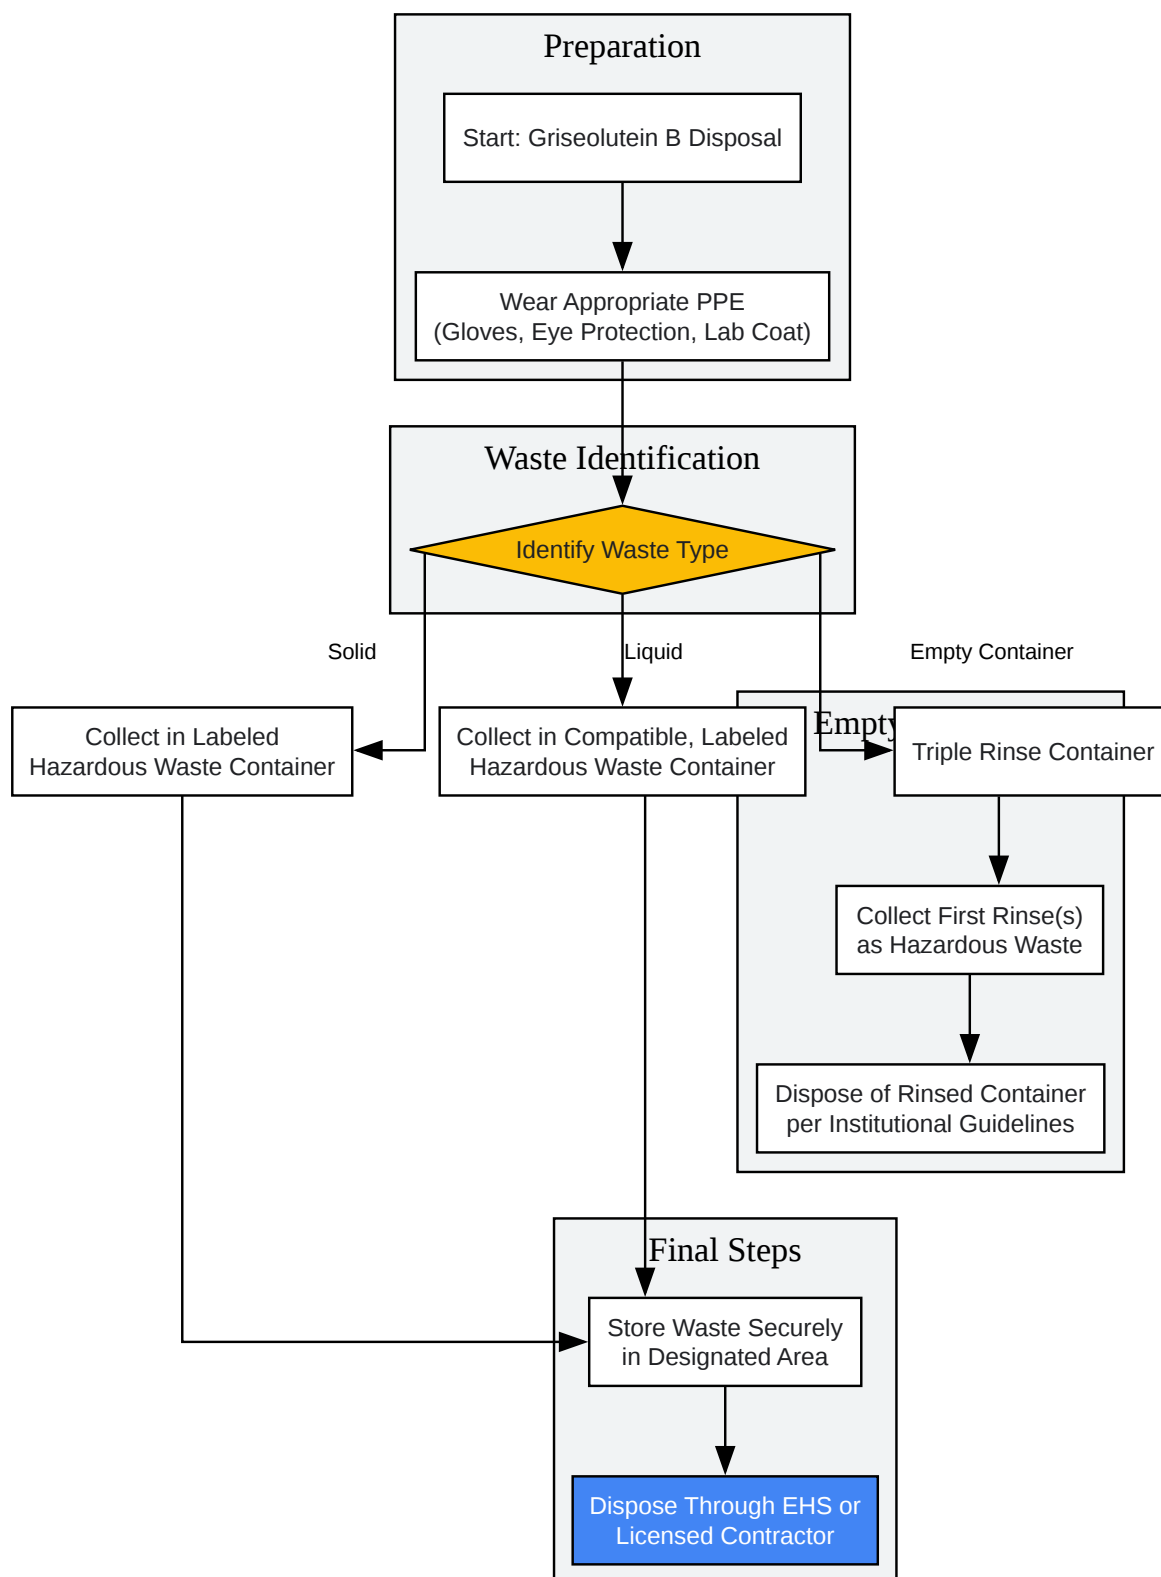 Preparation
Start: Griseolutein B Disposal
Wear Appropriate PPE
(Gloves, Eye Protection, Lab Coat)
Waste Identification
Identify Waste Type
Solid
Liquid
Empty Container
Empty
Collect in Labeled
Hazardous Waste Container
Collect in Compatible, Labeled
Hazardous Waste Container
Triple Rinse Container
Collect First Rinse(s)
as Hazardous Waste
Dispose of Rinsed Container
per Institutional Guidelines
Final Steps
Store Waste Securely
in Designated Area
Dispose Through EHS or
Licensed Contractor